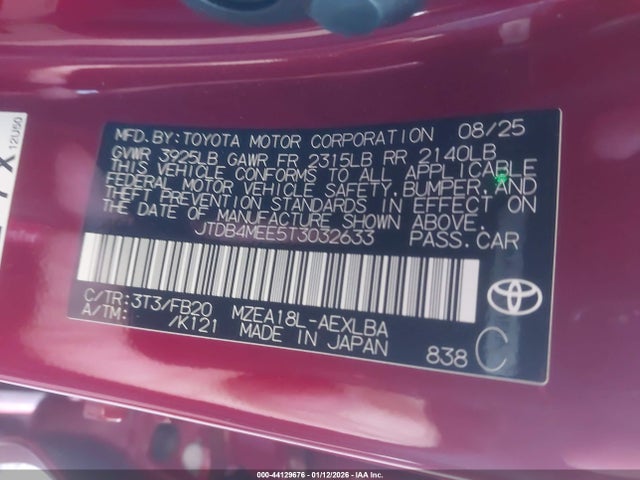 12U50
MFD.BY:TOYOTA MOTOR CORPORATION 08/25
GVWR 3925LB GAWR FR 2315LB RR 2140LB
THIS VEHICLE CONFORMS TO ALL APPLICABLE
FEDERAL MOTOR VEHICLE SAFETY,BUMPER,AND
THEFT PREVENTION STANDARDS IN EFFECT ON
THE DATE OF MANUFACTURE SHOWN ABOVE.
JTDB4MEE5T3032633 PASS.CAR
C/TR:3T3/FB20 MZEA18L-AEXLBA
A/TM: /K121 MADE IN JAPAN 838 C
000-44129676 | 01/12/2026 - IAA Inc.